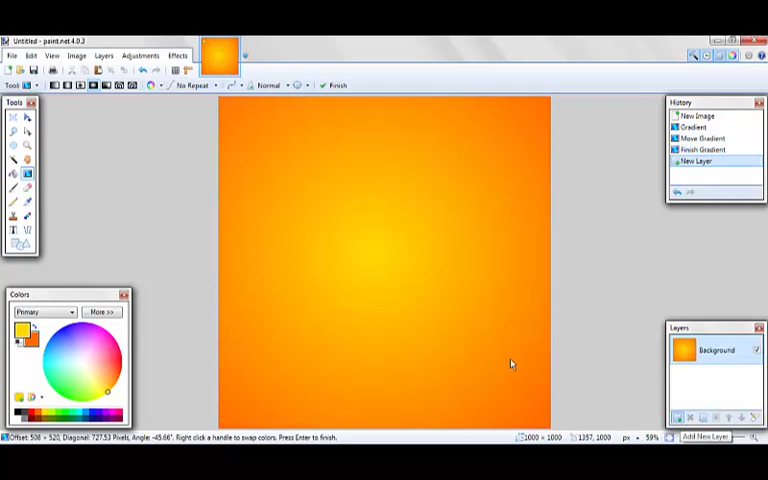 Untitled - paint.net 4.0.3
File Edit View Image Layers Adjustments Effects
Tool: No Repeat Normal Finish
Tools
History
New Image
Gradient
Move Gradient
Finish Gradient
New Layer
Colors
Primary
More >>
Layers
Background
Offset: 508 × 520, Diagonal: 727.53 Pixels, Angle: -45.66°. Right click a handle to swap colors. Press Enter to finish.
1000 × 1000
1357, 1000
px
59%
Add New Layer